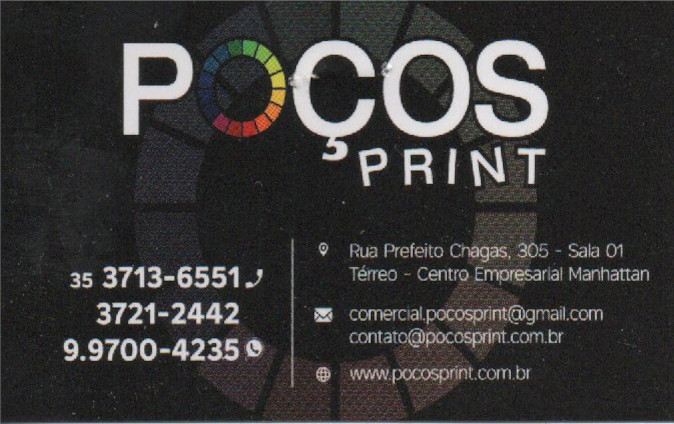 POÇOS
PRINT
35 3713-6551
3721-2442
9.9700-4235
Rua Prefeito Chagas, 305 - Sala 01
Térreo - Centro Empresarial Manhattan
comercial.pocosprint@gmail.com
contato@pocosprint.com.br
www.pocosprint.com.br